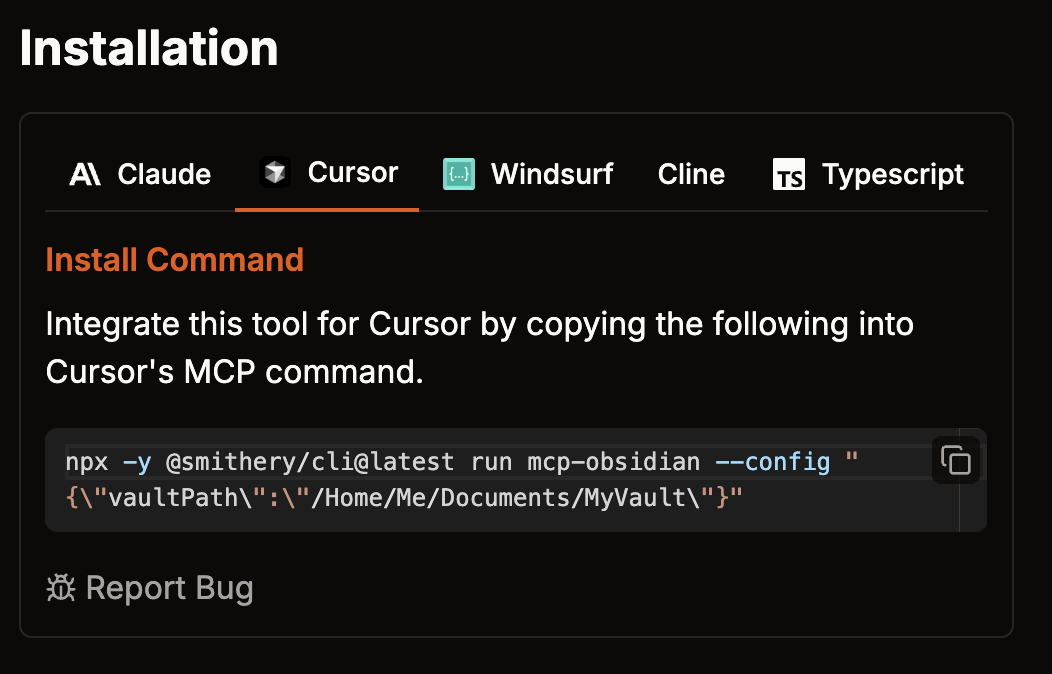 Installation
Claude
Cursor
{...}
Windsurf
Cline
TS
Typescript
Install Command
Integrate this tool for Cursor by copying the following into
Cursor's MCP command.
npx -y @smithery/cli@latest run mcp-obsidian --config "
{\"vaultPath\":\"/Home/Me/Documents/MyVault\"}"
Report Bug